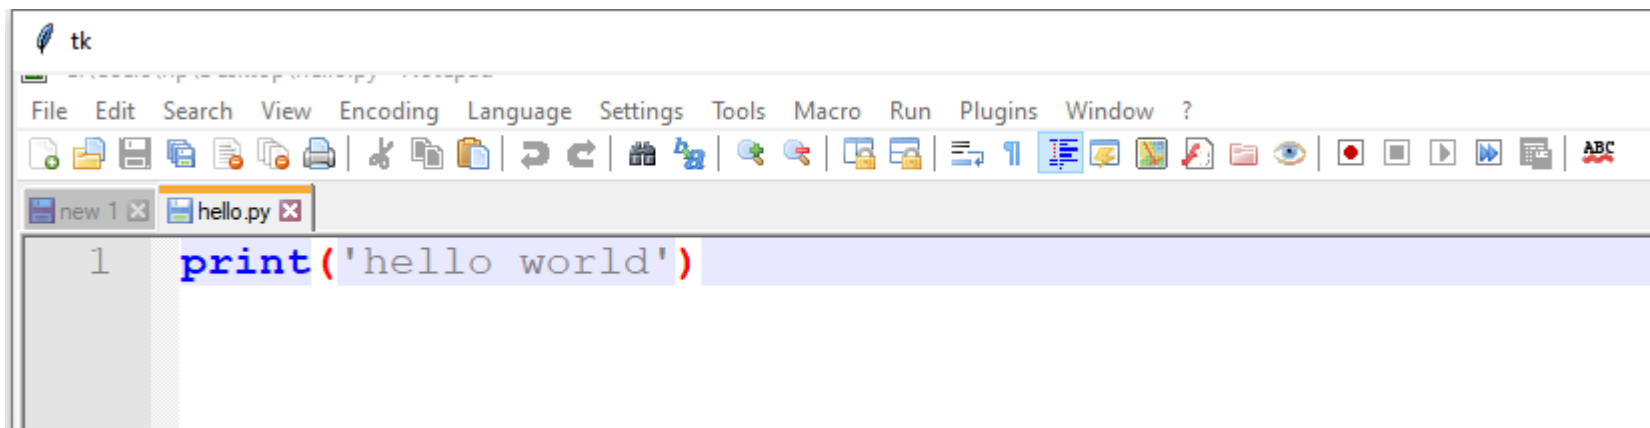 tk
File Edit Search View Encoding Language Settings Tools Macro Run Plugins Window ?
ABC
new 1 hello.py
1 print('hello world')